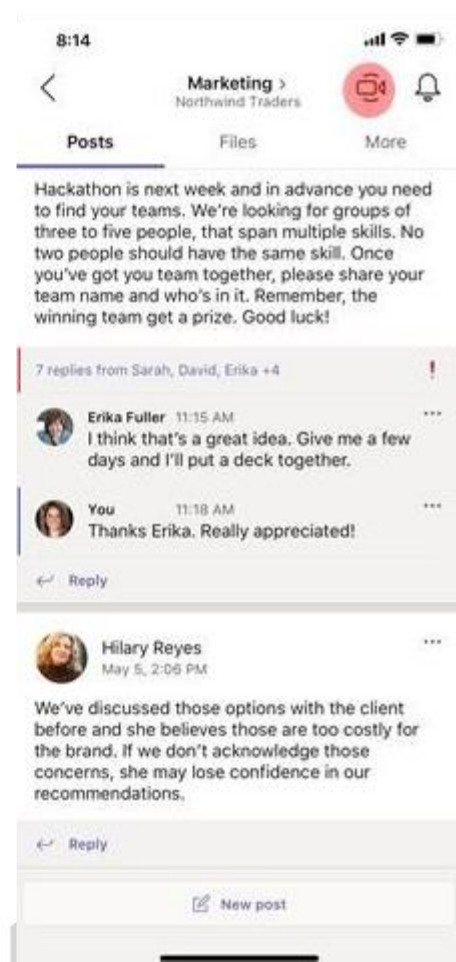 8:14
Marketing >
Northwind Traders
Posts Files More
Hackathon is next week and in advance you need
to find your teams. We're looking for groups of
three to five people, that span multiple skills. No
two people should have the same skill. Once
you've got you team together, please share your
team name and who's in it. Remember, the
winning team get a prize. Good luck!
7 replies from Sarah, David, Erika +4 !
Erika Fuller 11:15 AM ...
I think that's a great idea. Give me a few
days and I'll put a deck together.
You 11:18 AM ...
Thanks Erika. Really appreciated!
Reply
Hilary Reyes ...
May 5, 2:06 PM
We've discussed those options with the client
before and she believes those are too costly for
the brand. If we don't acknowledge those
concerns, she may lose confidence in our
recommendations.
Reply
New post